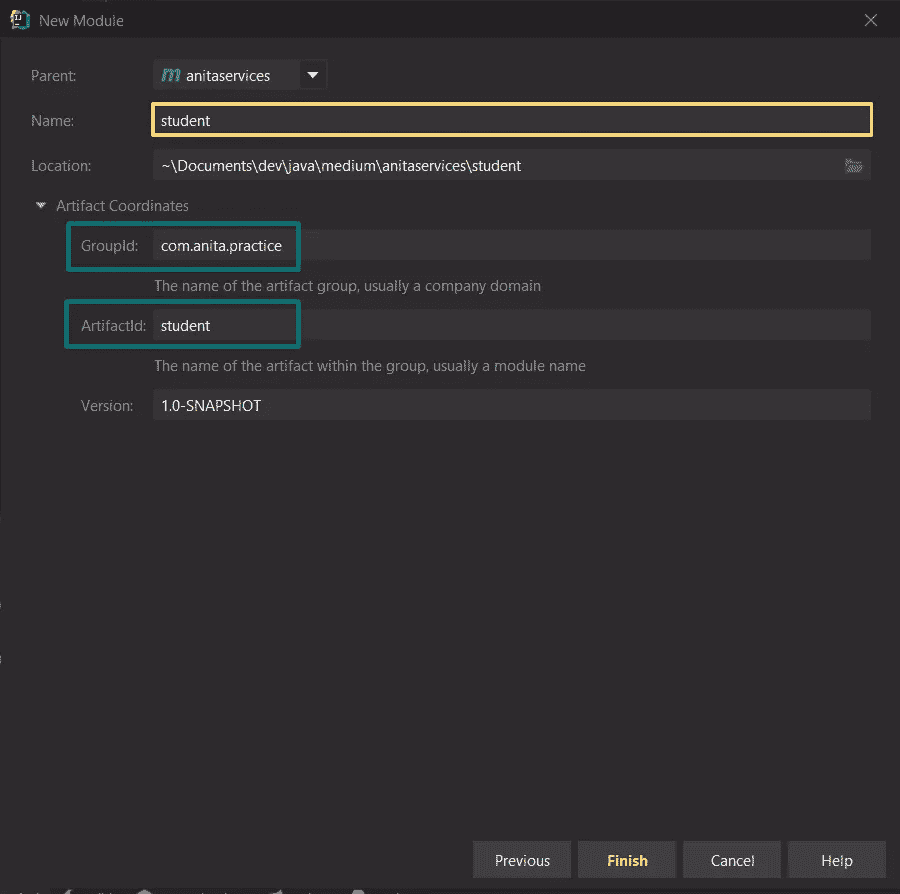 New Module
Parent: m anitaservices
Name: student
Location: ~\Documents\dev\java\medium\anitaservices\student
Artifact Coordinates
GroupId: com.anita.practice
The name of the artifact group, usually a company domain
ArtifactId: student
The name of the artifact within the group, usually a module name
Version: 1.0-SNAPSHOT
Previous Finish Cancel Help